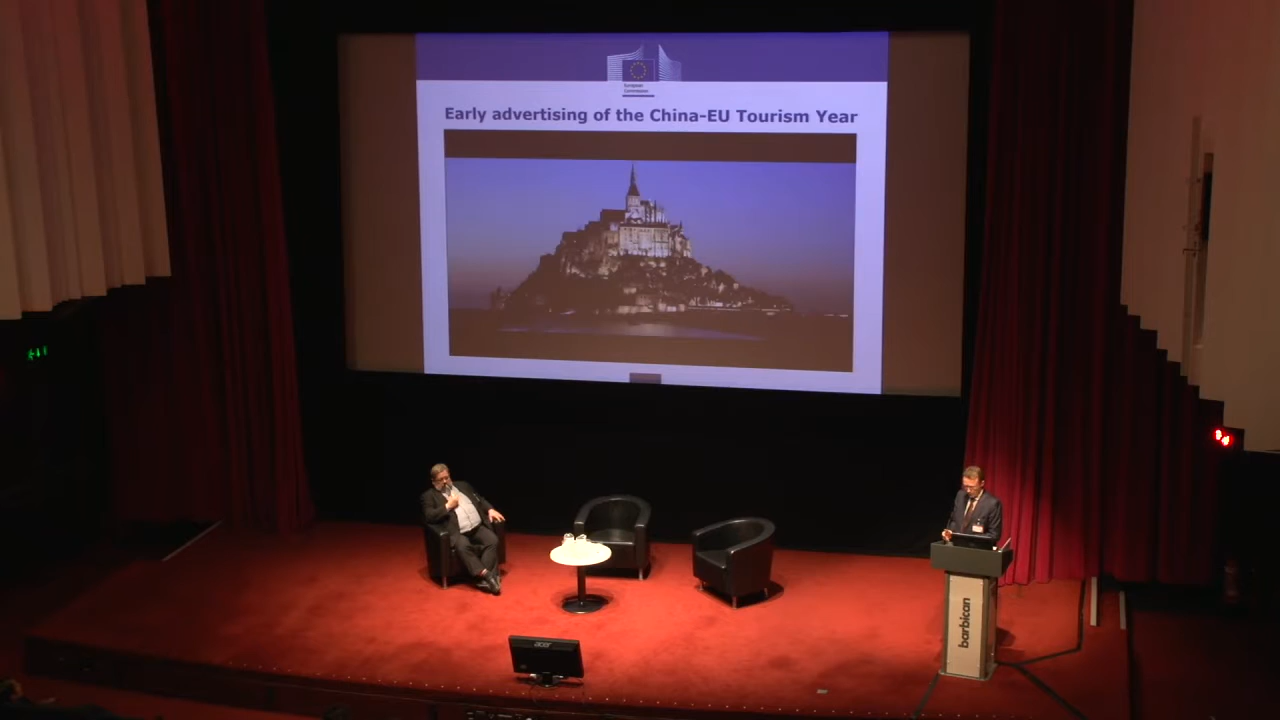 European
Commission
Early advertising of the China-EU Tourism Year
acer
barbican